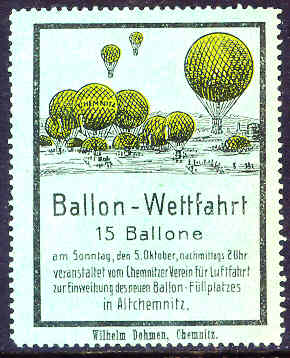 CHEMNITZ
Ballon-Wettfahrt
15 Ballone
am Sonntag, den 5. Oktober, nachmittags 2 Uhr
veranstaltet vom Chemnitzer Verein für Luftfahrt
zur Einweihung des neuen Ballon-Füllplatzes
in Altchemnitz.
Wilhelm Dohmen, Chemnitz.